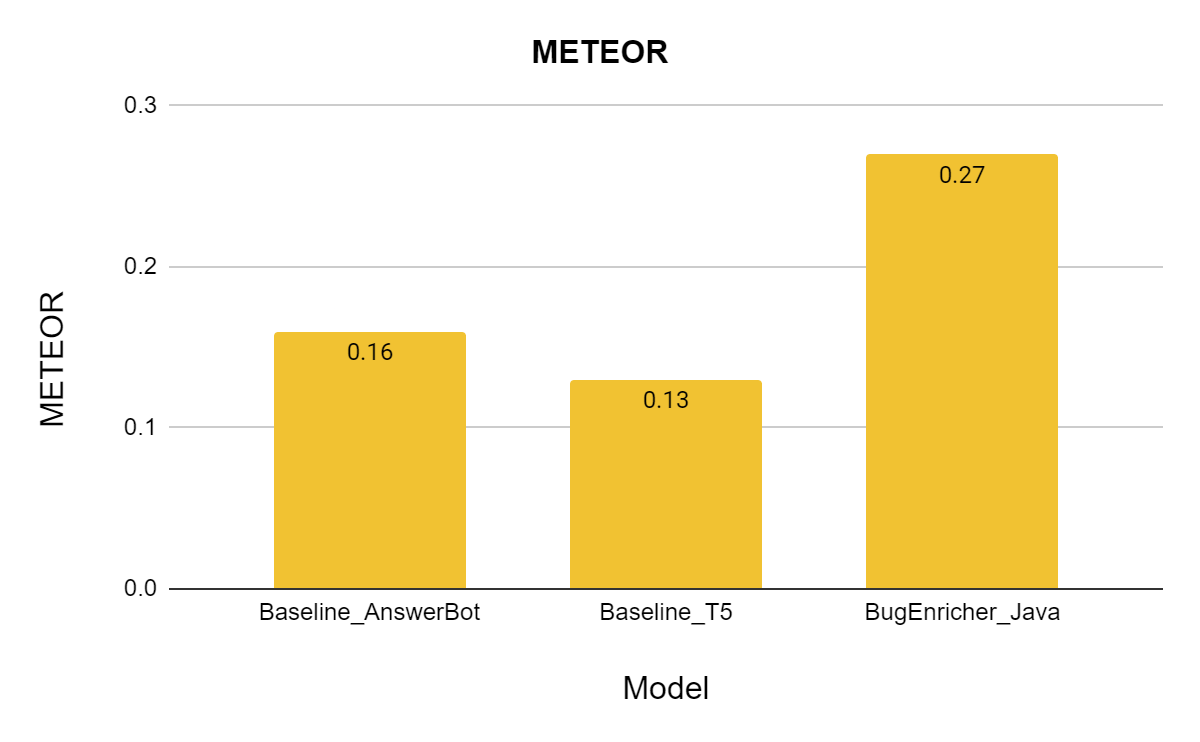 METEOR
METEOR
0.3
0.2
0.1
0.0
0.16
0.13
0.27
Baseline_AnswerBot
Baseline_T5
BugEnricher_Java
Model